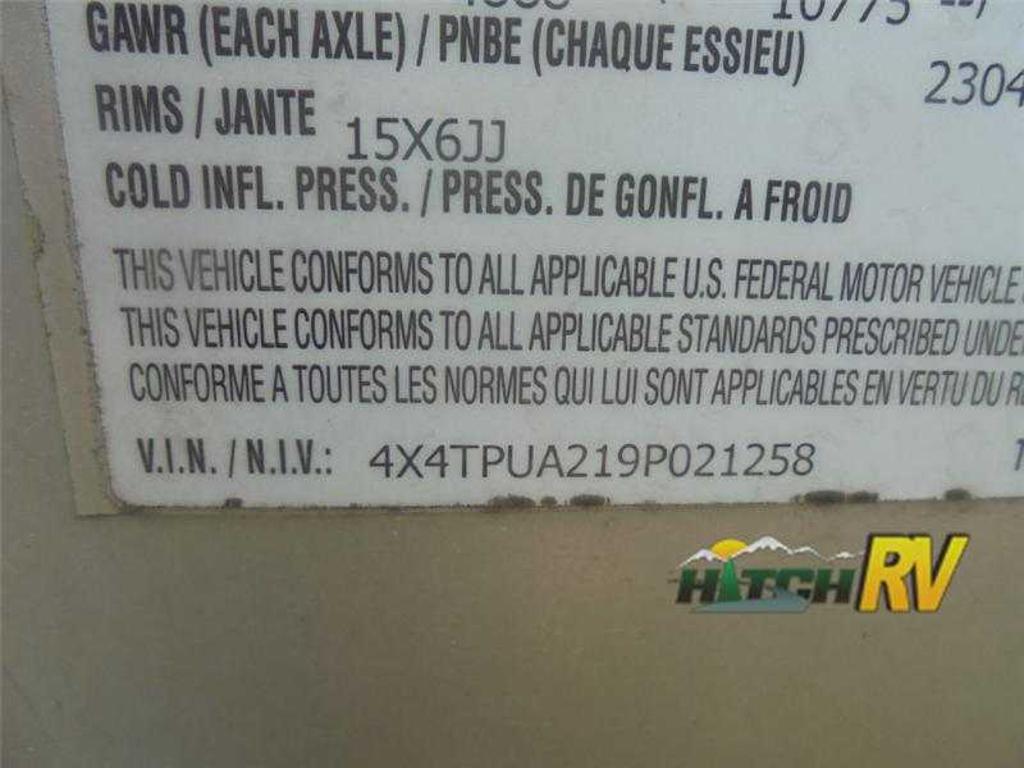 10775
GAWR (EACH AXLE) / PNBE (CHAQUE ESSIEU)
2304
RIMS / JANTE 15X6JJ
COLD INFL. PRESS. / PRESS. DE GONFL. A FROID
THIS VEHICLE CONFORMS TO ALL APPLICABLE U.S. FEDERAL MOTOR VEHICLE
THIS VEHICLE CONFORMS TO ALL APPLICABLE STANDARDS PRESCRIBED UNDE
CONFORME A TOUTES LES NORMES QUI LUI SONT APPLICABLES EN VERTU DU R
V.I.N. / N.I.V.: 4X4TPUA219P021258
HITCH RV